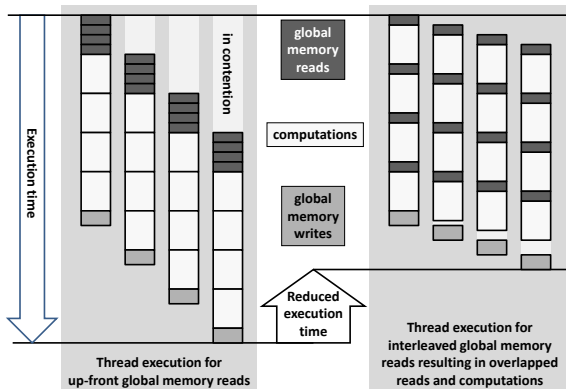 Execution time
in contention
global
memory
reads
computations
global
memory
writes
Reduced
execution
time
Thread execution for
up-front global memory reads
Thread execution for
interleaved global memory
reads resulting in overlapped
reads and computations